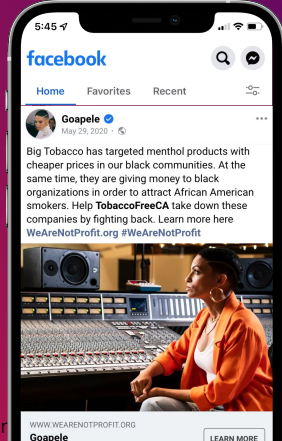 5:45
facebook
Home Favorites Recent
Goapele
May 29, 2020 ·
Big Tobacco has targeted menthol products with
cheaper prices in our black communities. At the
same time, they are giving money to black
organizations in order to attract African American
smokers. Help TobaccoFreeCA take down these
companies by fighting back. Learn more here
WeAreNotProfit.org #WeAreNotProfit
WWW.WEARENOTPROFIT.ORG
Goapele
LEARN MORE